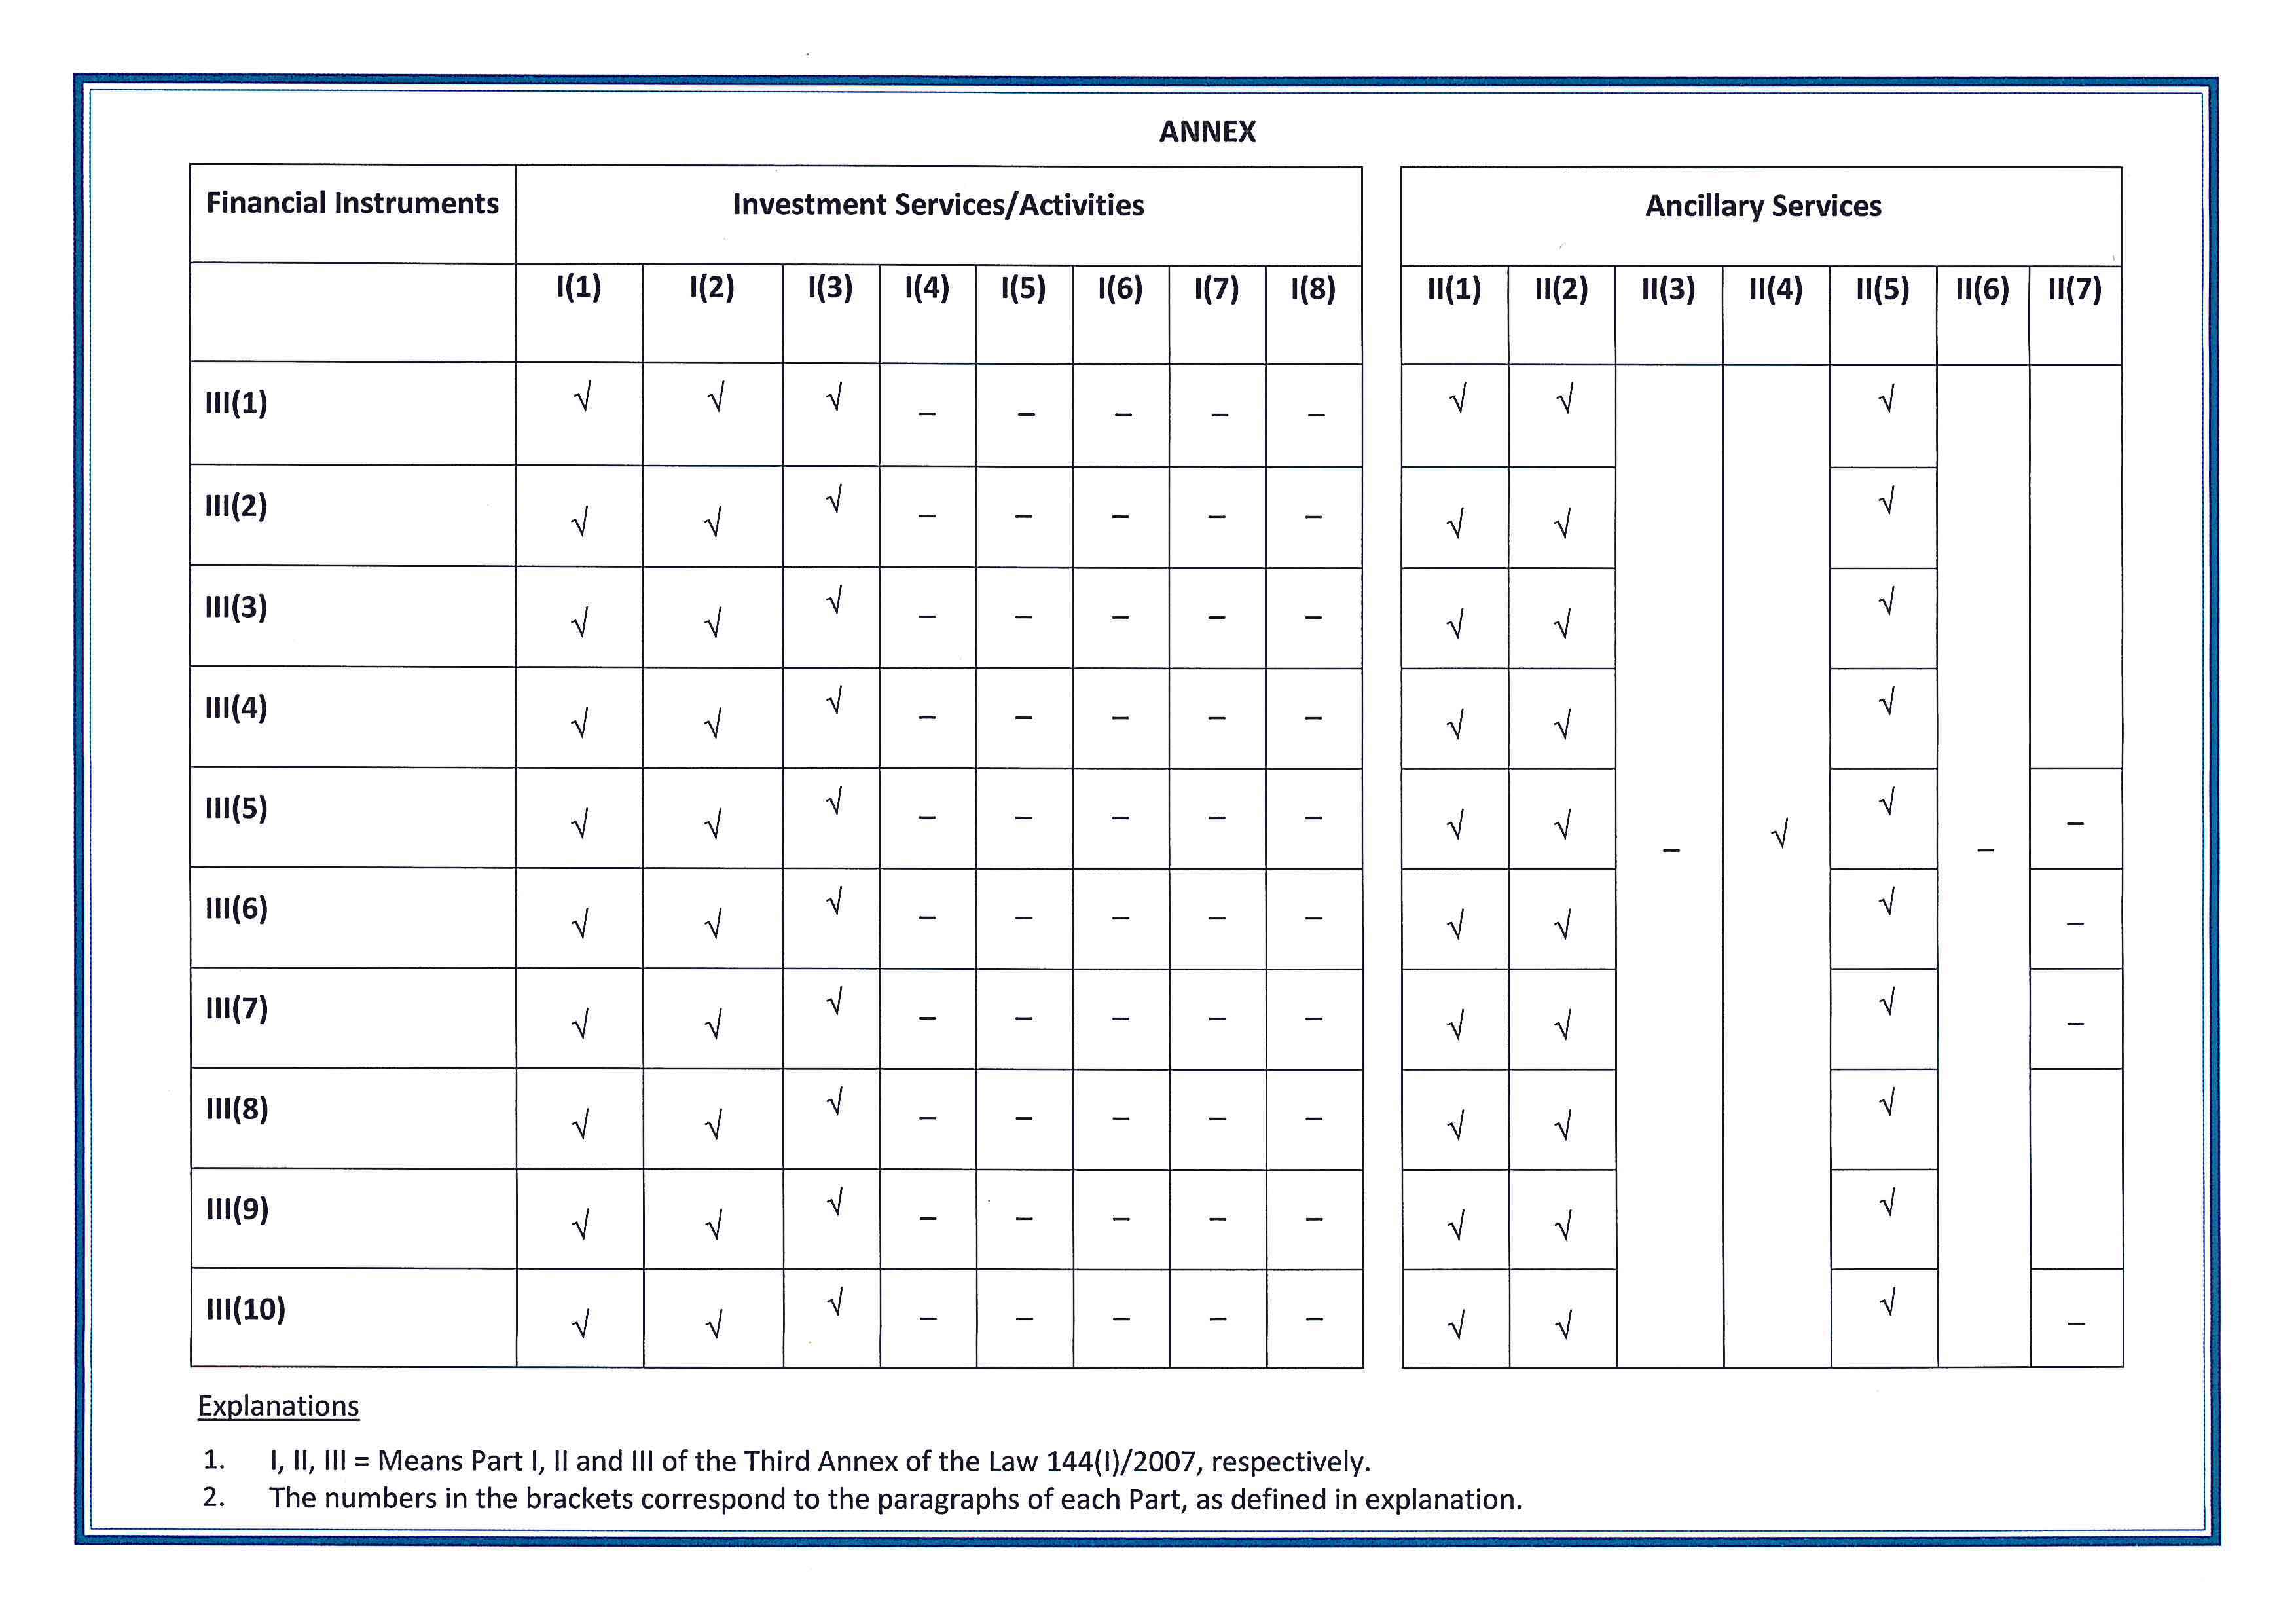 ANNEX
Financial Instruments Investment Services/Activities Ancillary Services
I(1) I(2) I(3) I(4) I(5) I(6) I(7) I(8) II(1) II(2) II(3) II(4) II(5) II(6) II(7)
III(1) √ √ √ – – – – – √ √ √
III(2) √ √ √ – – – – – √ √ √
III(3) √ √ √ – – – – – √ √ √
III(4) √ √ √ – – – – – √ √ √
III(5) √ √ √ – – – – – √ √ – √ √ – –
III(6) √ √ √ – – – – – √ √ √ –
III(7) √ √ √ – – – – – √ √ √ –
III(8) √ √ √ – – – – – √ √ √
III(9) √ √ √ – – – – – √ √ √
III(10) √ √ √ – – – – – √ √ √ –
Explanations
1. I, II, III = Means Part I, II and III of the Third Annex of the Law 144(I)/2007, respectively.
2. The numbers in the brackets correspond to the paragraphs of each Part, as defined in explanation.